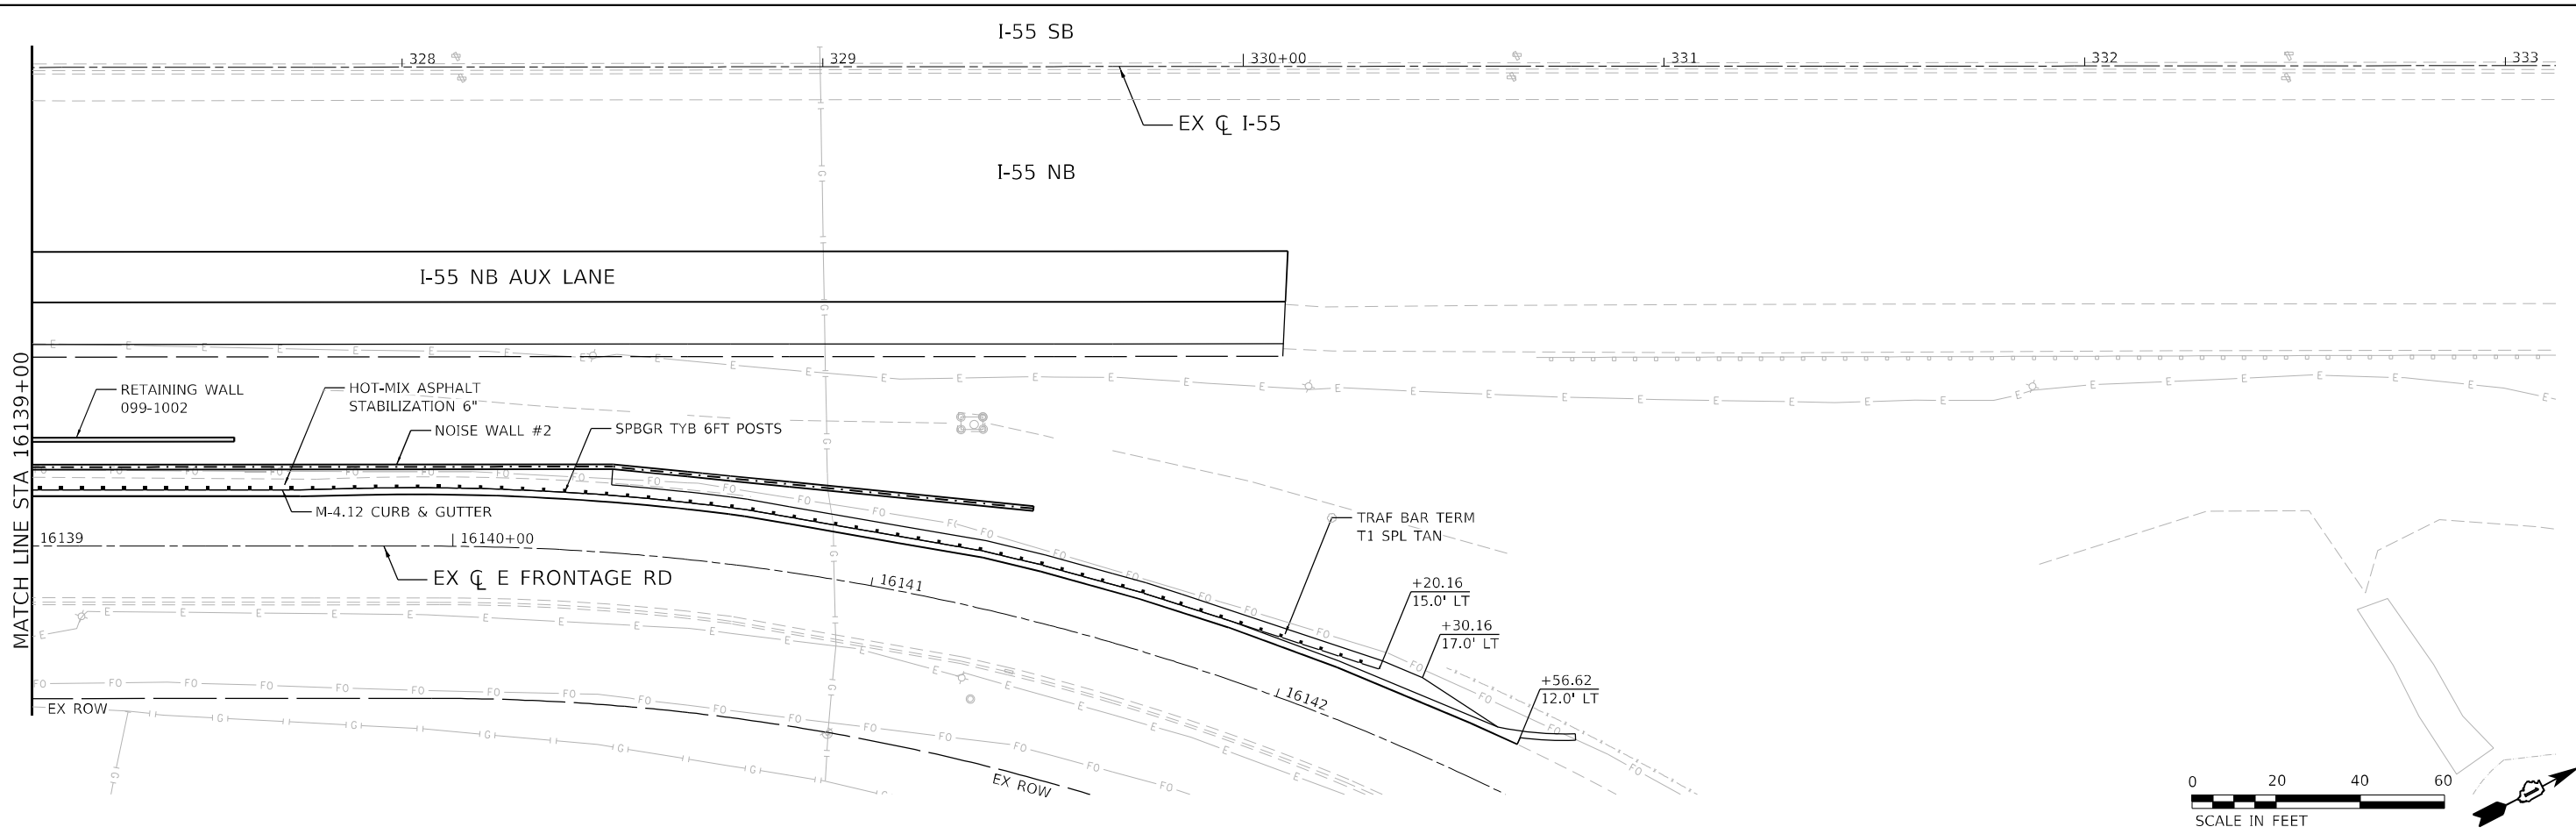 I-55 SB
328
329
330+00
331
332
333
EX ℄ I-55
I-55 NB
I-55 NB AUX LANE
MATCH LINE STA 16139+00
RETAINING WALL
099-1002
HOT-MIX ASPHALT
STABILIZATION 6"
NOISE WALL #2
SPBGR TYB 6FT POSTS
M-4.12 CURB & GUTTER
TRAF BAR TERM
T1 SPL TAN
16139
16140+00
16141
16142
EX ℄ E FRONTAGE RD
+20.16
15.0' LT
+30.16
17.0' LT
+56.62
12.0' LT
EX ROW
EX ROW
0 20 40 60
SCALE IN FEET